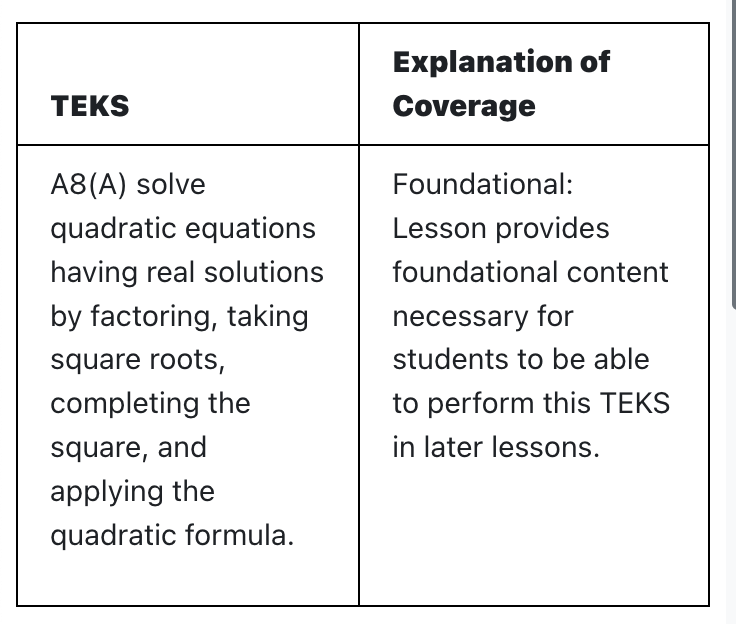 TEKS
Explanation of
Coverage
A8(A) solve
quadratic equations
having real solutions
by factoring, taking
square roots,
completing the
square, and
applying the
quadratic formula.
Foundational:
Lesson provides
foundational content
necessary for
students to be able
to perform this TEKS
in later lessons.